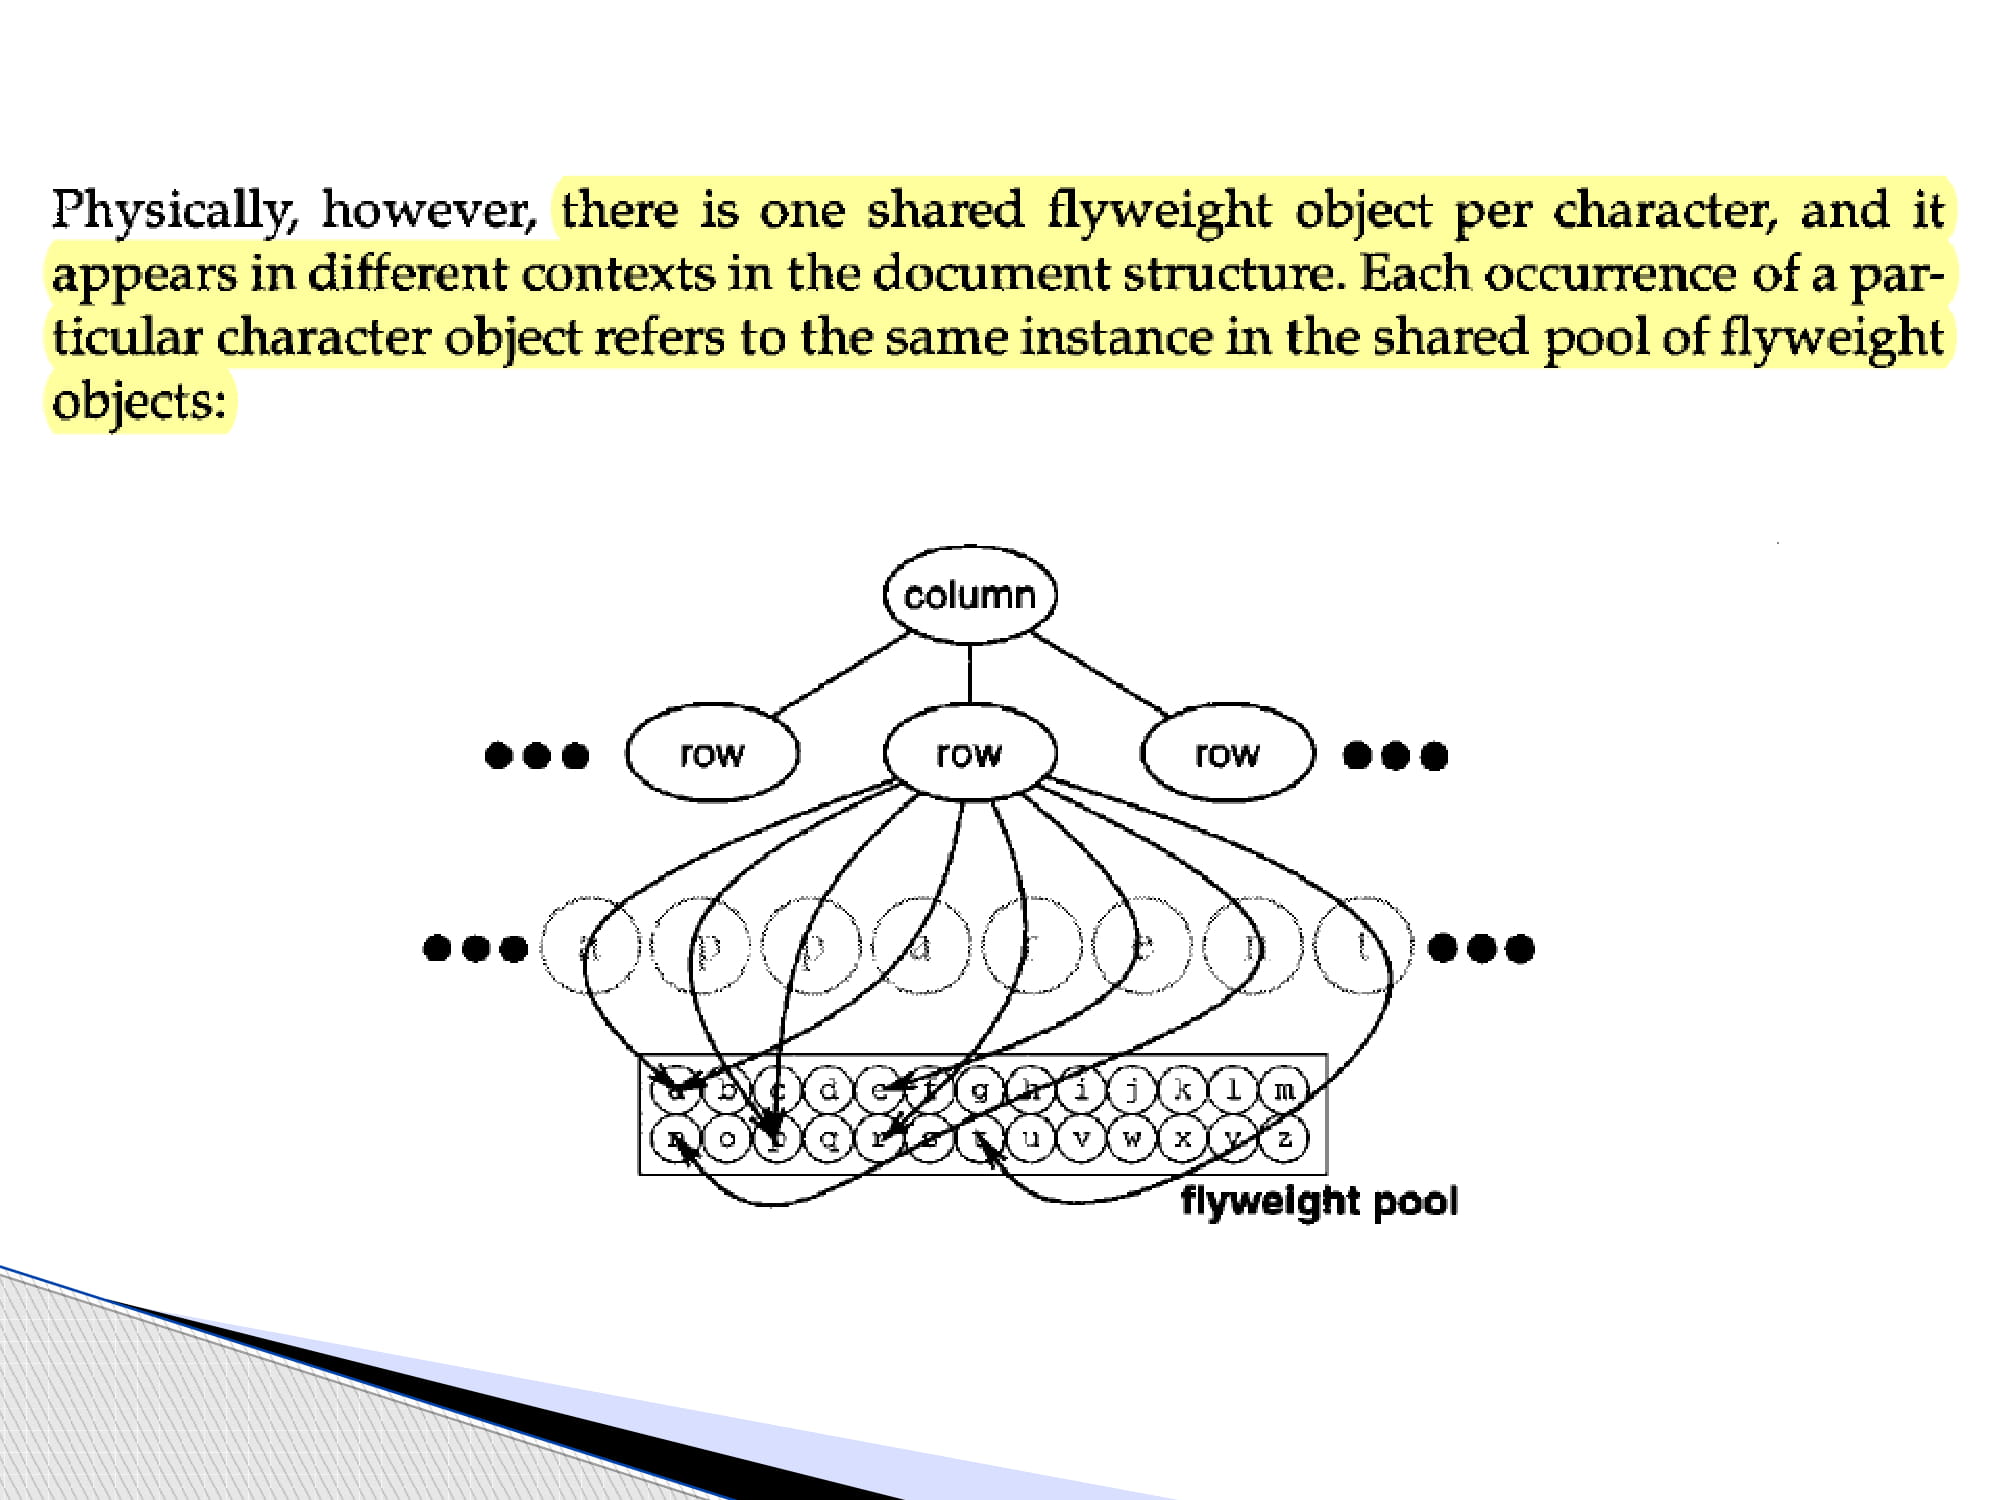 Physically, however, there is one shared flyweight object per character, and it
appears in different contexts in the document structure. Each occurrence of a par-
ticular character object refers to the same instance in the shared pool of flyweight
objects:
column
row row row
a p p a r e n t
a b c d e f g h i j k l m
n o p q r s t u v w x y z
flyweight pool